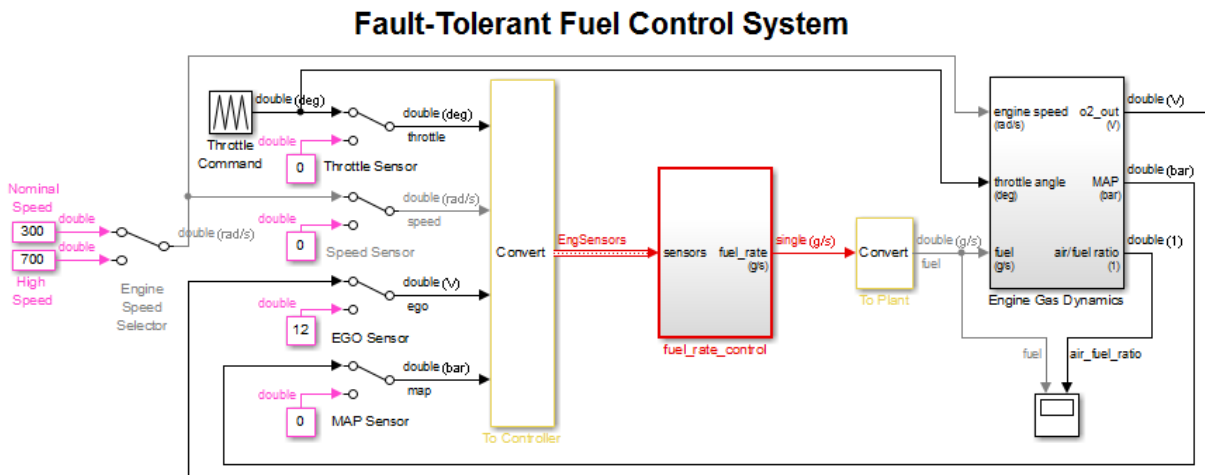 Fault-Tolerant Fuel Control System
double (deg)
Throttle
Command
double
0
Throttle Sensor
double (deg)
throttle
Nominal
Speed
300
double
700
double
High
Speed
Engine
Speed
Selector
double (rad/s)
double
0
Speed Sensor
double (rad/s)
speed
double
12
EGO Sensor
double (V)
ego
double
0
MAP Sensor
double (bar)
map
Convert
To Controller
EngSensors
sensors
fuel_rate
(g/s)
fuel_rate_control
single (g/s)
Convert
To Plant
double (g/s)
fuel
engine speed
(rad/s)
o2_out
(V)
throttle angle
(deg)
MAP
(bar)
fuel
(g/s)
air/fuel ratio
(1)
Engine Gas Dynamics
double (V)
double (bar)
double (1)
fuel
air_fuel_ratio